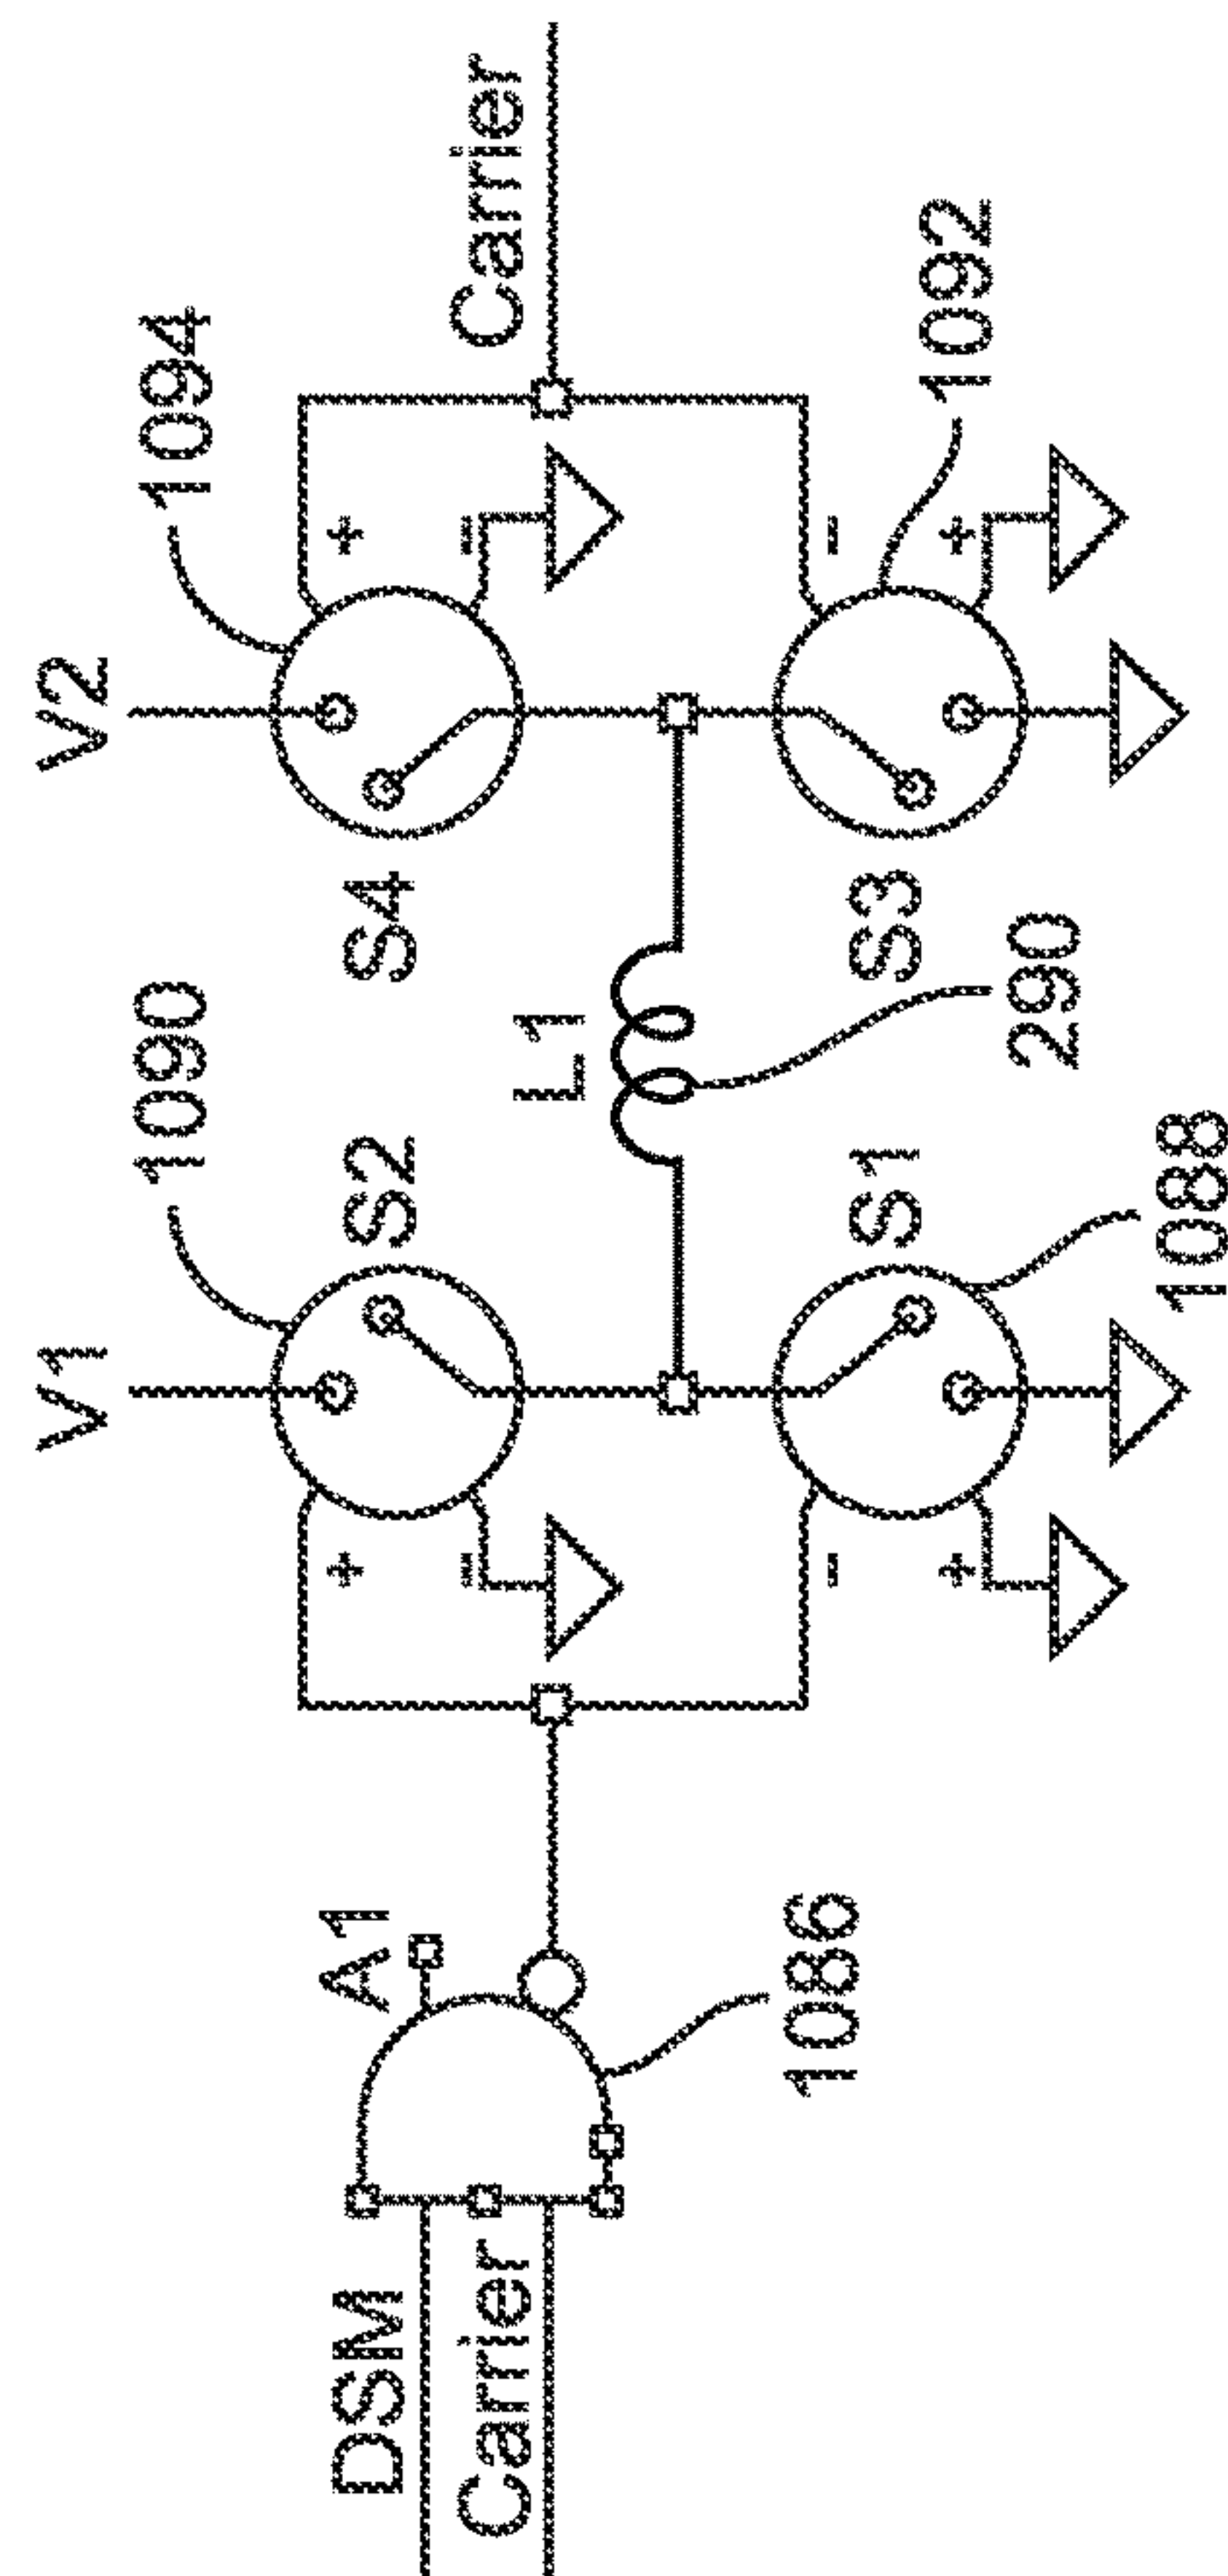 V1
V2
1090
1094
S2
S4
+
-
+
-
DSM
Carrier
A1
L1
Carrier
290
-
+
-
+
S1
S3
1086
1088
1092